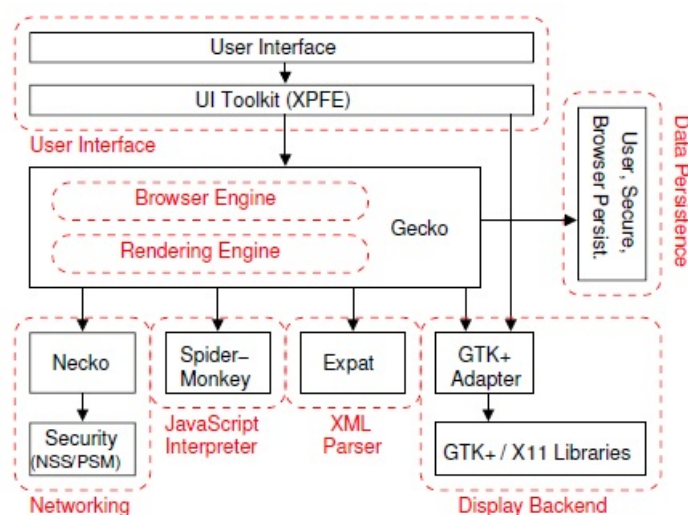 User Interface
UI Toolkit (XPFE)
User Interface
User, Secure,
Browser Persist.
Data Persistence
Browser Engine
Rendering Engine
Gecko
Necko
Spider–
Monkey
Expat
GTK+
Adapter
Security
(NSS/PSM)
JavaScript
Interpreter
XML
Parser
GTK+ / X11 Libraries
Networking
Display Backend